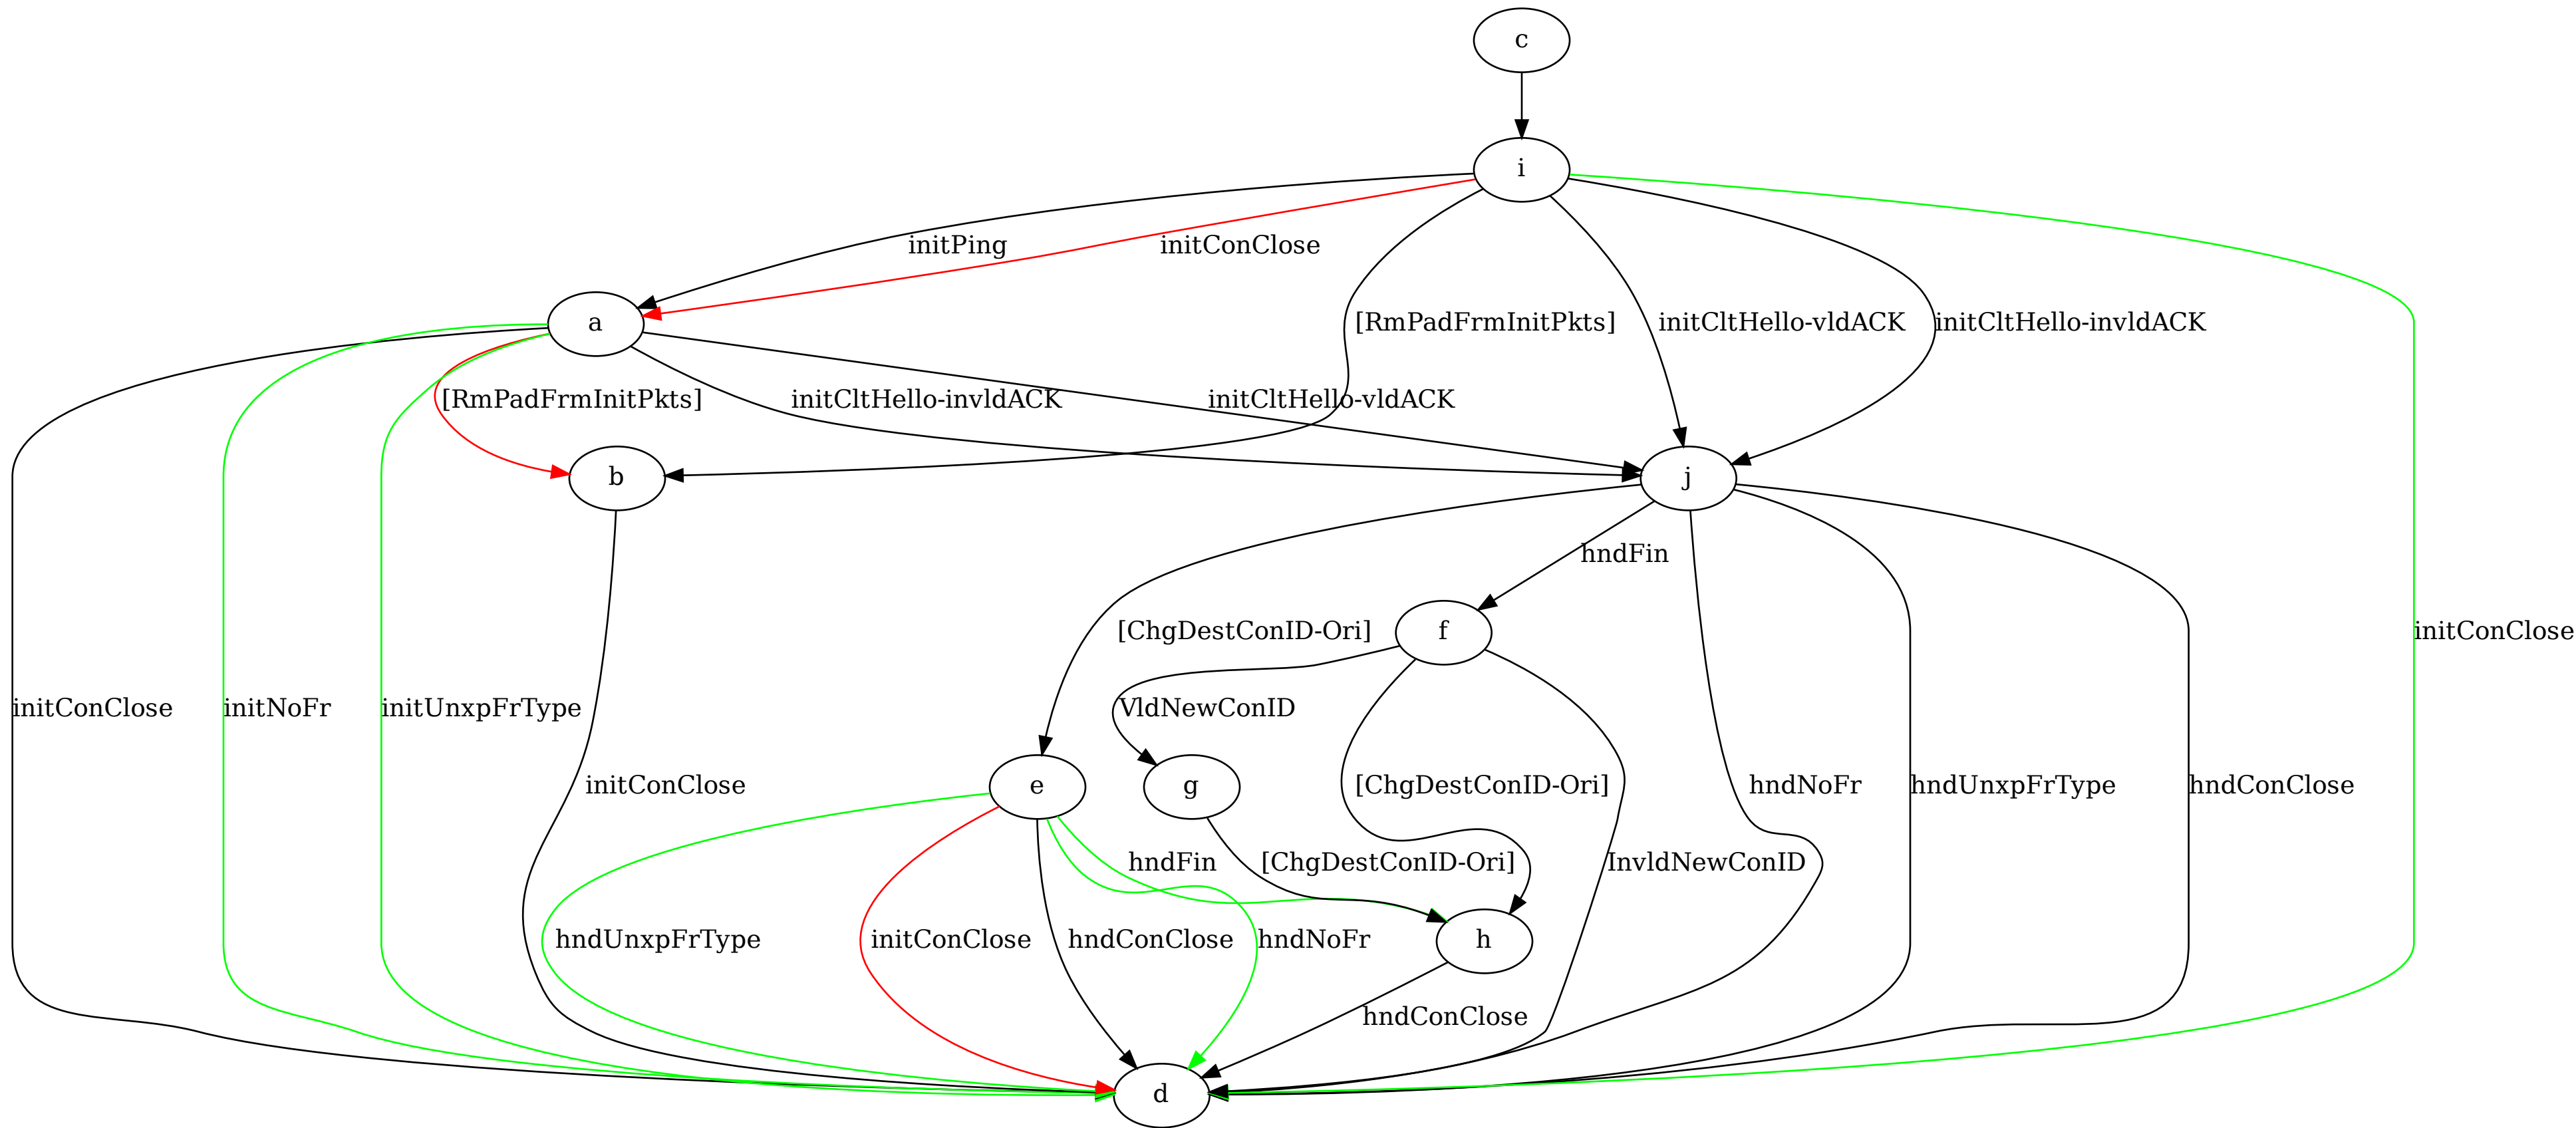 c
i
initPing
initConClose
a
[RmPadFrmInitPkts]
initCltHello-vldACK
initCltHello-invldACK
[RmPadFrmInitPkts]
initCltHello-invldACK
initCltHello-vldACK
b
j
hndFin
[ChgDestConID-Ori]
f
initConClose
initConClose
initNoFr
initUnxpFrType
VldNewConID
initConClose
e
g
[ChgDestConID-Ori]
hndNoFr
hndUnxpFrType
hndConClose
hndFin
[ChgDestConID-Ori]
InvldNewConID
hndUnxpFrType
initConClose
hndConClose
hndNoFr
h
hndConClose
d